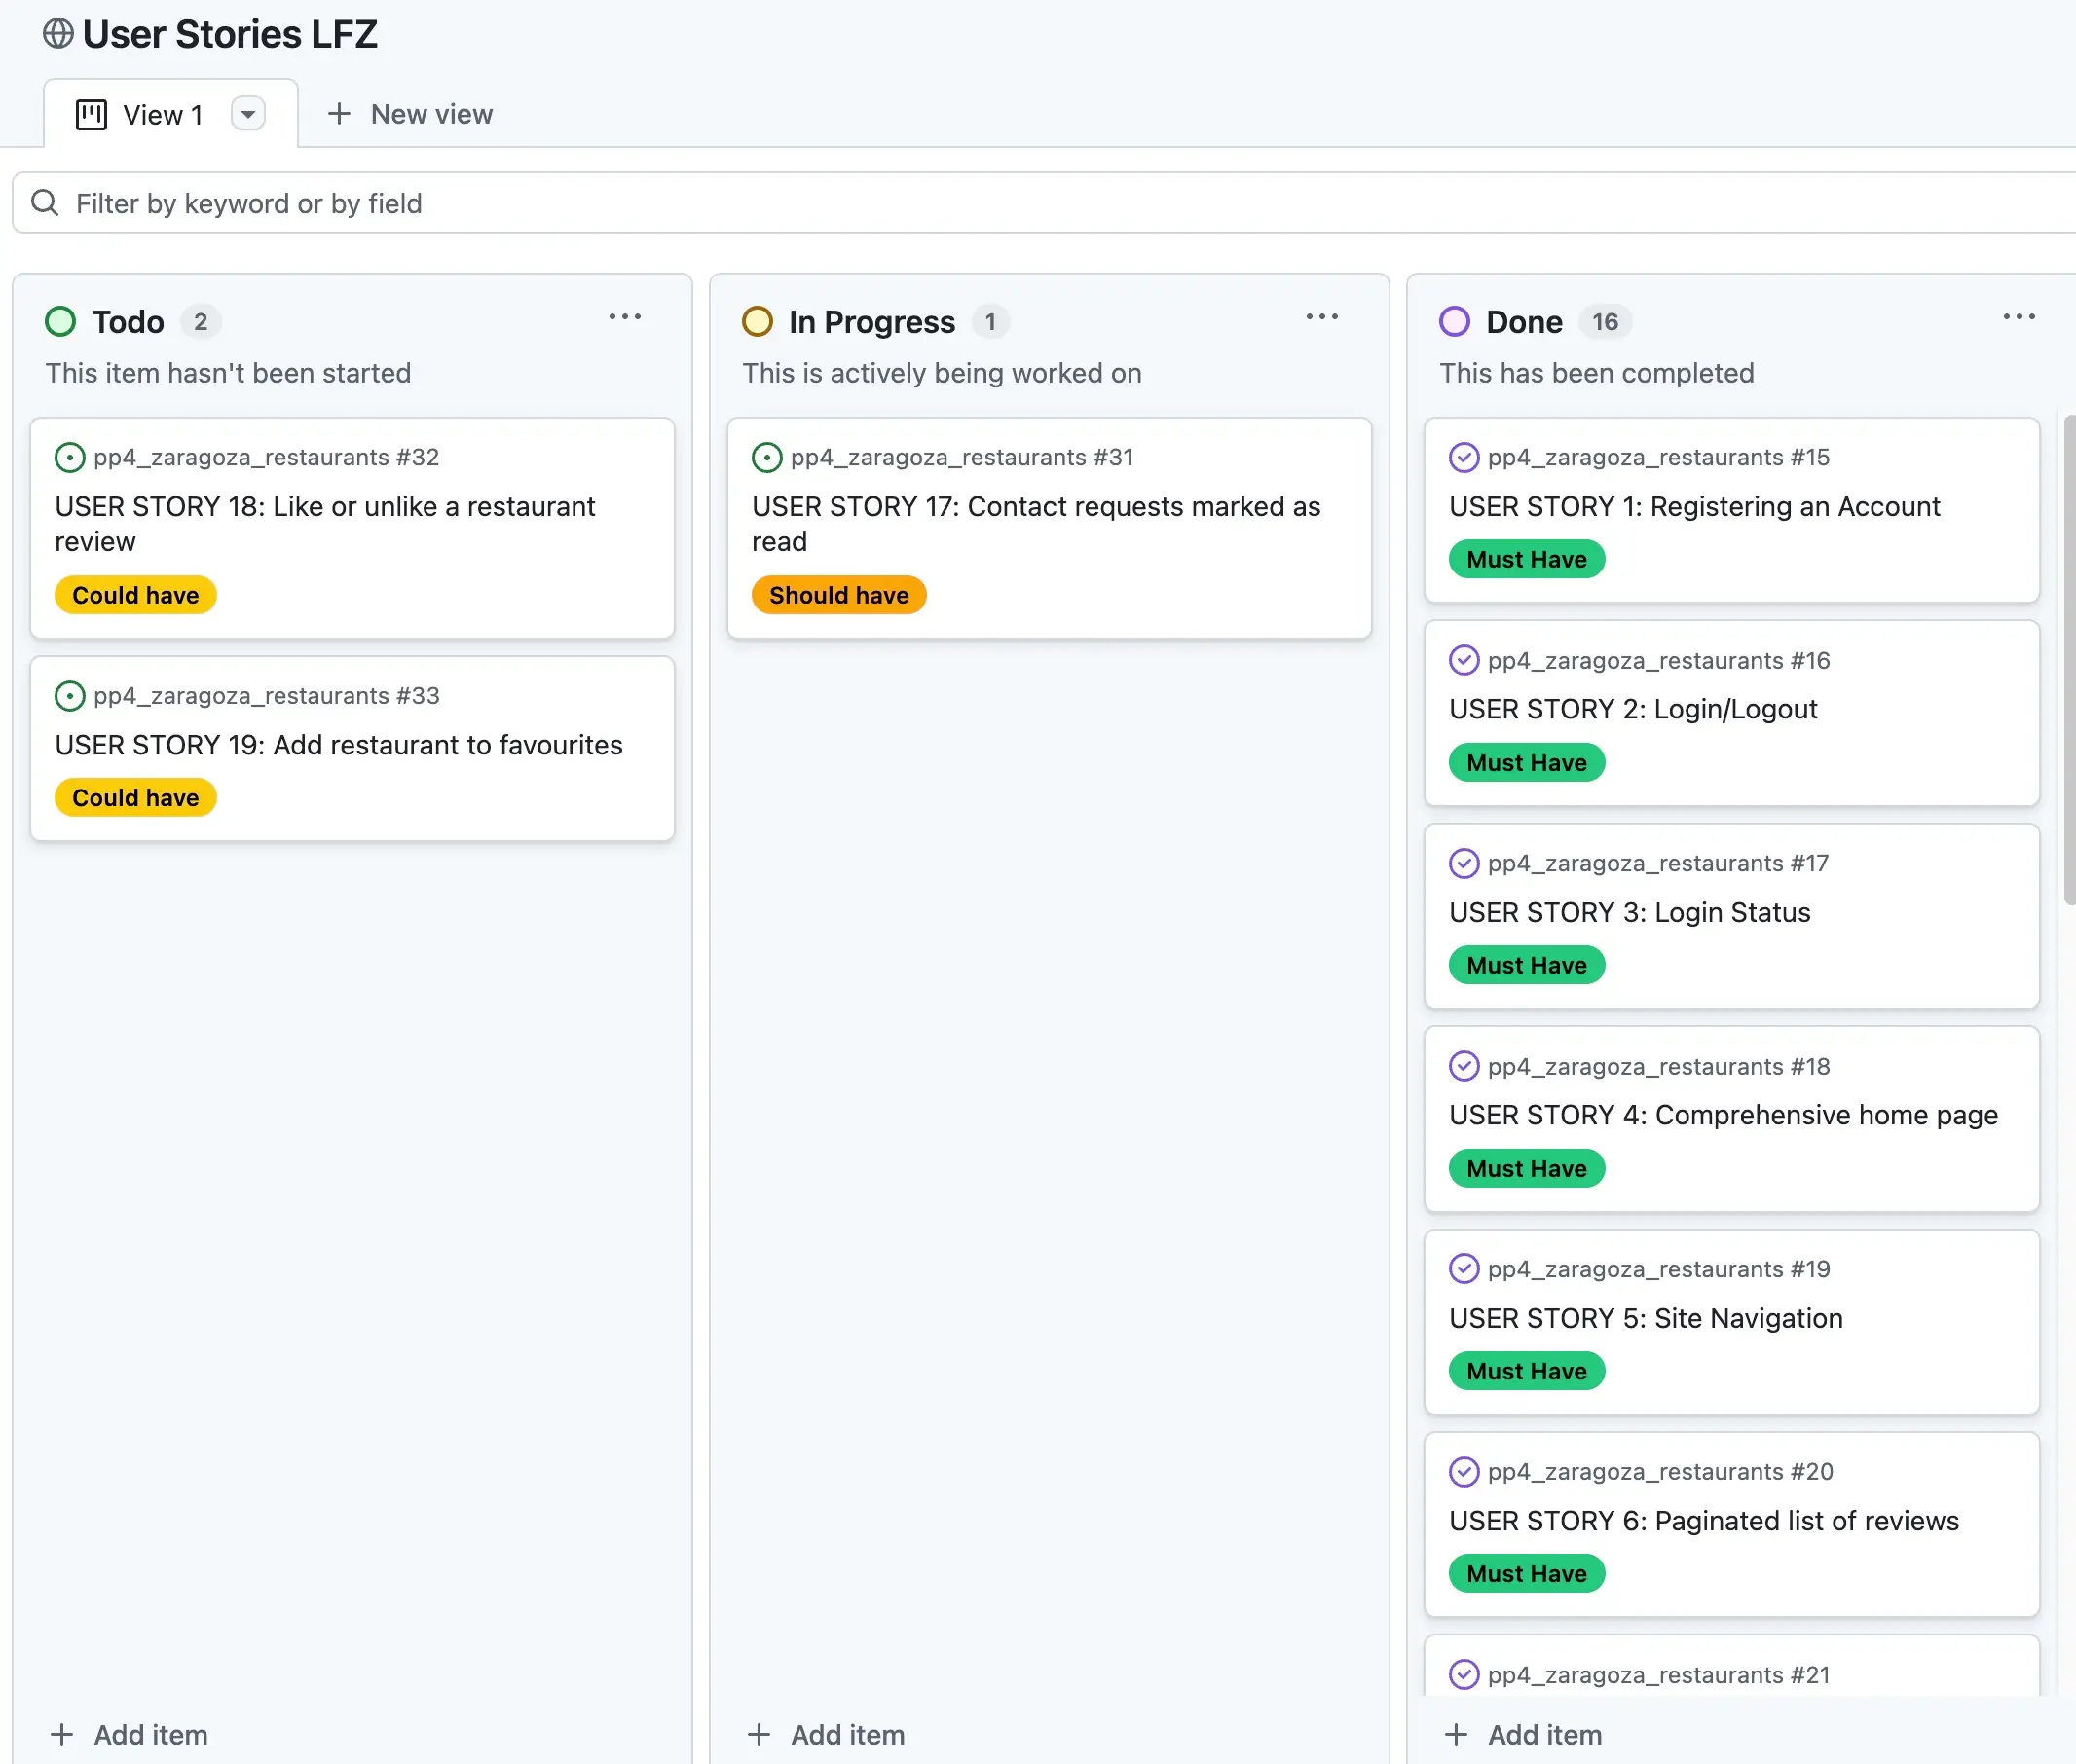 User Stories LFZ
View 1
New view
Filter by keyword or by field
Todo 2
This item hasn't been started
pp4_zaragoza_restaurants #32
USER STORY 18: Like or unlike a restaurant
review
Could have
pp4_zaragoza_restaurants #33
USER STORY 19: Add restaurant to favourites
Could have
Add item
In Progress 1
This is actively being worked on
pp4_zaragoza_restaurants #31
USER STORY 17: Contact requests marked as
read
Should have
Add item
Done 16
This has been completed
pp4_zaragoza_restaurants #15
USER STORY 1: Registering an Account
Must Have
pp4_zaragoza_restaurants #16
USER STORY 2: Login/Logout
Must Have
pp4_zaragoza_restaurants #17
USER STORY 3: Login Status
Must Have
pp4_zaragoza_restaurants #18
USER STORY 4: Comprehensive home page
Must Have
pp4_zaragoza_restaurants #19
USER STORY 5: Site Navigation
Must Have
pp4_zaragoza_restaurants #20
USER STORY 6: Paginated list of reviews
Must Have
pp4_zaragoza_restaurants #21
Add item